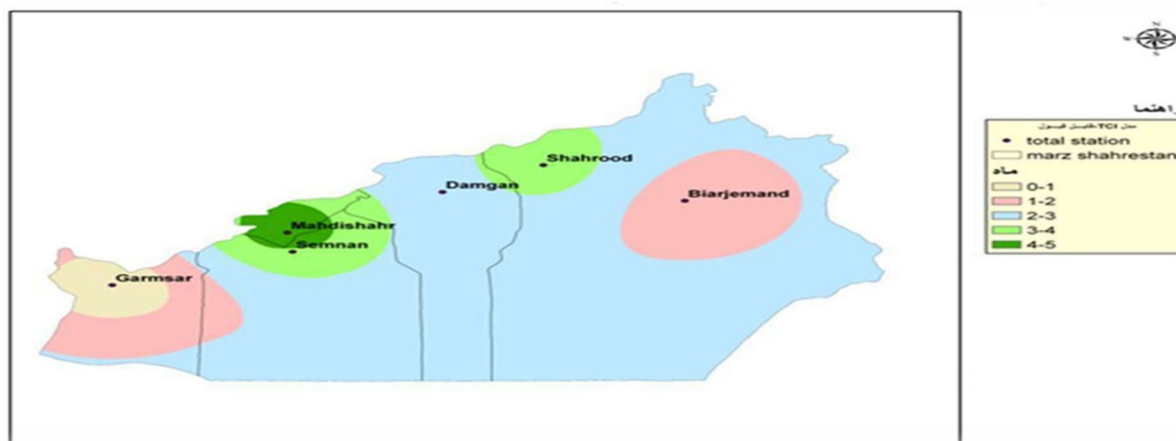 Shahrood
Damgan
Biarjemand
Mahdishahr
Semnan
Garmsar
N
W
S
total station
marz shahrestan
ماد
0-1
1-2
2-3
3-4
4-5